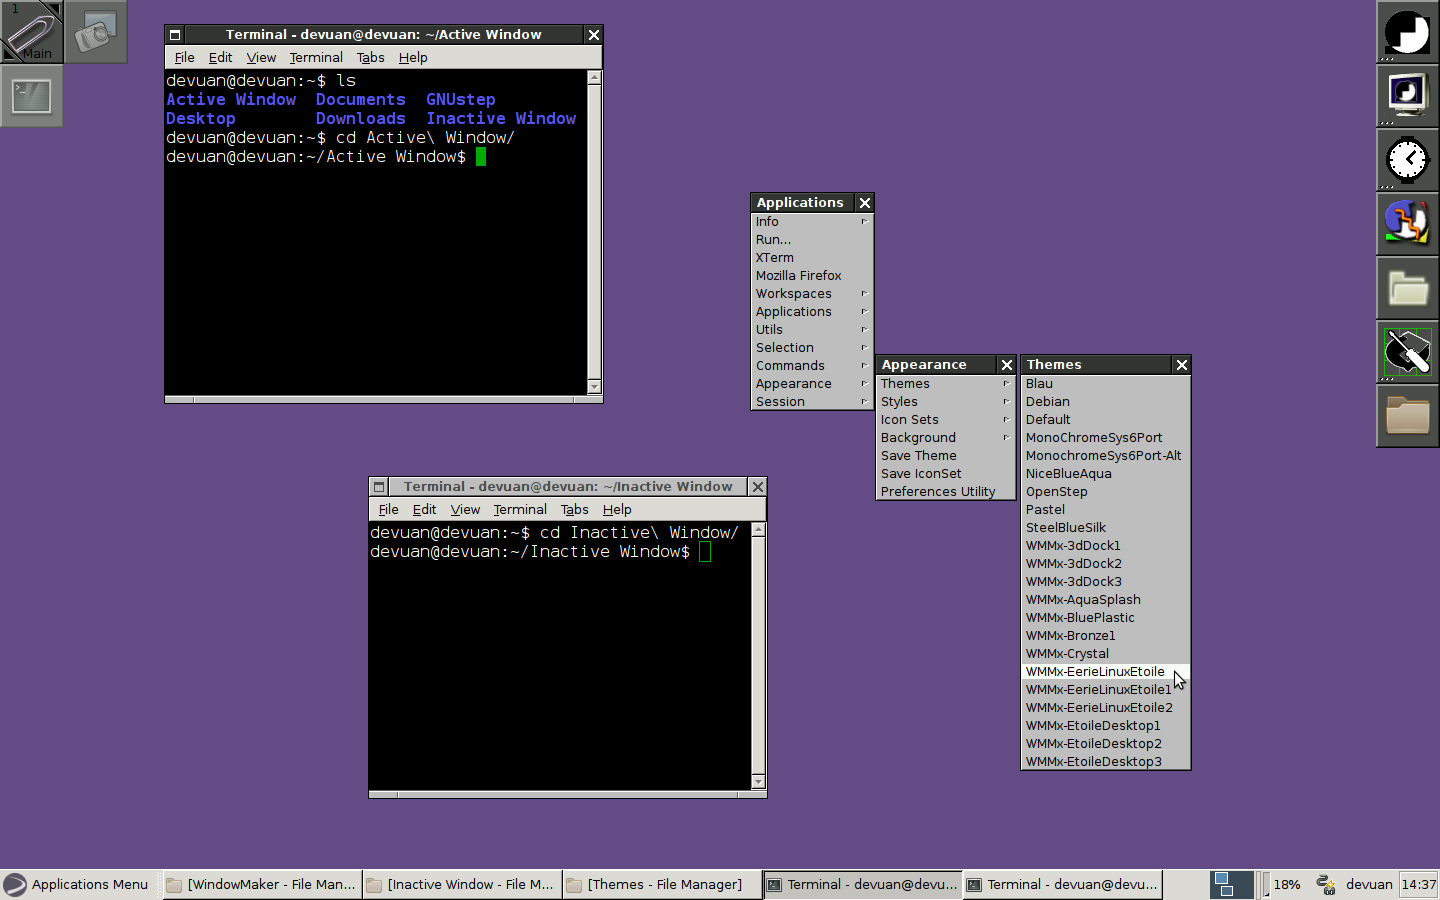 1
Main
Terminal - devuan@devuan: ~/Active Window
File Edit View Terminal Tabs Help
devuan@devuan:~$ ls
Active Window Documents GNUstep
Desktop Downloads Inactive Window
devuan@devuan:~$ cd Active\ Window/
devuan@devuan:~/Active Window$
Applications
Info
Run...
XTerm
Mozilla Firefox
Workspaces
Applications
Utils
Selection
Commands
Appearance
Session
Appearance
Themes
Styles
Icon Sets
Background
Save Theme
Save IconSet
Preferences Utility
Themes
Blau
Debian
Default
MonoChromeSys6Port
MonochromeSys6Port-Alt
NiceBlueAqua
OpenStep
Pastel
SteelBlueSilk
WMMx-3dDock1
WMMx-3dDock2
WMMx-3dDock3
WMMx-AquaSplash
WMMx-BluePlastic
WMMx-Bronze1
WMMx-Crystal
WMMx-EerieLinuxEtoile
WMMx-EerieLinuxEtoile1
WMMx-EerieLinuxEtoile2
WMMx-EtoileDesktop1
WMMx-EtoileDesktop2
WMMx-EtoileDesktop3
Terminal - devuan@devuan: ~/Inactive Window
File Edit View Terminal Tabs Help
devuan@devuan:~$ cd Inactive\ Window/
devuan@devuan:~/Inactive Window$
Applications Menu [WindowMaker - File Man... [Inactive Window - File M... [Themes - File Manager] Terminal - devuan@devu... Terminal - devuan@devu... 18% devuan 14:37